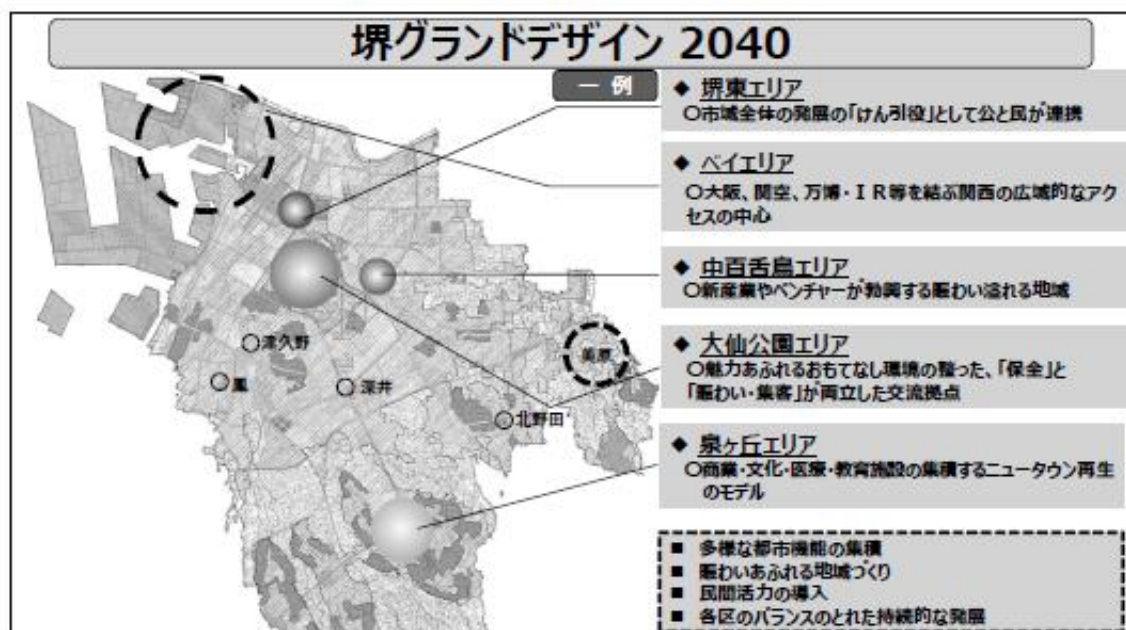 堺グランドデザイン 2040
一 例
◆ 堺東エリア
○市域全体の発展の「けん引役」として公と民が連携
◆ ベイエリア
○大阪、関空、万博・ＩＲ等を結ぶ関西の広域的なアク
セスの中心
◆ 中百舌鳥エリア
○新産業やベンチャーが勃興する賑わい溢れる地域
◆ 大仙公園エリア
○魅力あふれるおもてなし環境の整った、「保全」と
「賑わい・集客」が両立した交流拠点
◆ 泉ヶ丘エリア
○商業・文化・医療・教育施設の集積するニュータウン再生
のモデル
■ 多様な都市機能の集積
■ 賑わいあふれる地域づくり
■ 民間活力の導入
■ 各区のバランスのとれた持続的な発展
○津久野
○鳳
○深井
○北野田
美原